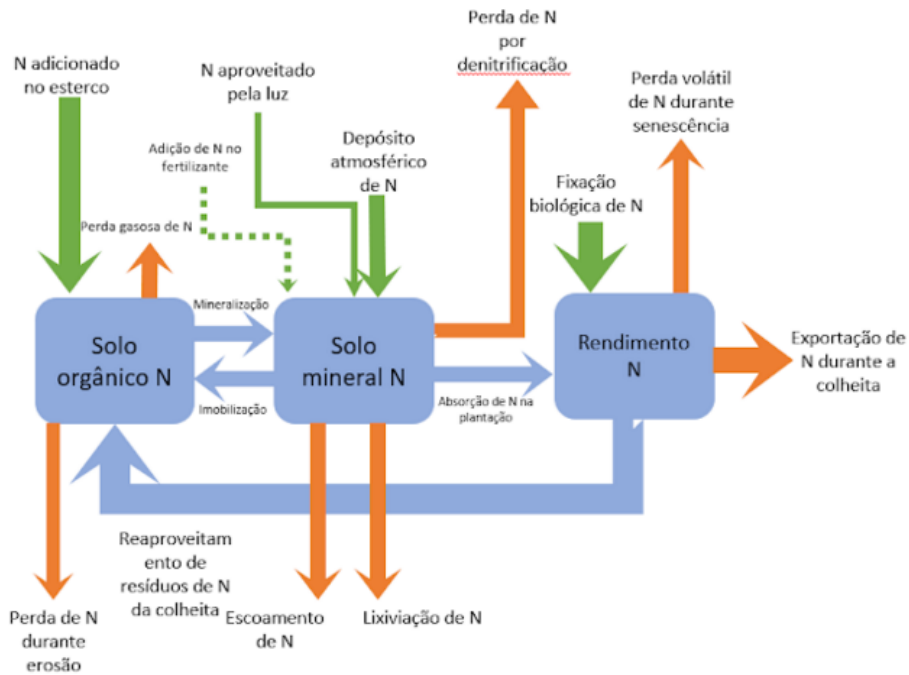 Perda de N
por
denitrificação
N adicionado
no esterco
N aproveitado
pela luz
Perda volátil
de N durante
senescência
Adição de N no
fertilizante
Depósito
atmosférico
de N
Fixação
biológica de N
Perda gasosa de N
Mineralização
Solo
orgânico N
Solo
mineral N
Rendimento
N
Exportação de
N durante a
colheita
Imobilização
Absorção de N na
plantação
Reaproveitam
ento de
resíduos de N
da colheita
Perda de N
durante
erosão
Escoamento
de N
Lixiviação de N